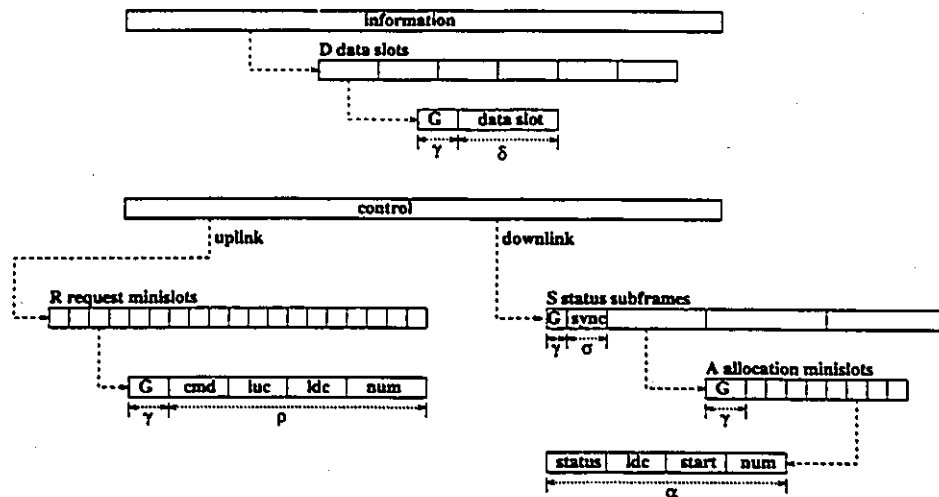 information
D data slots
G data slot
γ δ
control
uplink
downlink
R request minislots
S status subframes
G sync
γ σ
G cmd luc ldc num
γ ρ
A allocation minislots
G
γ
status ldc start num
α